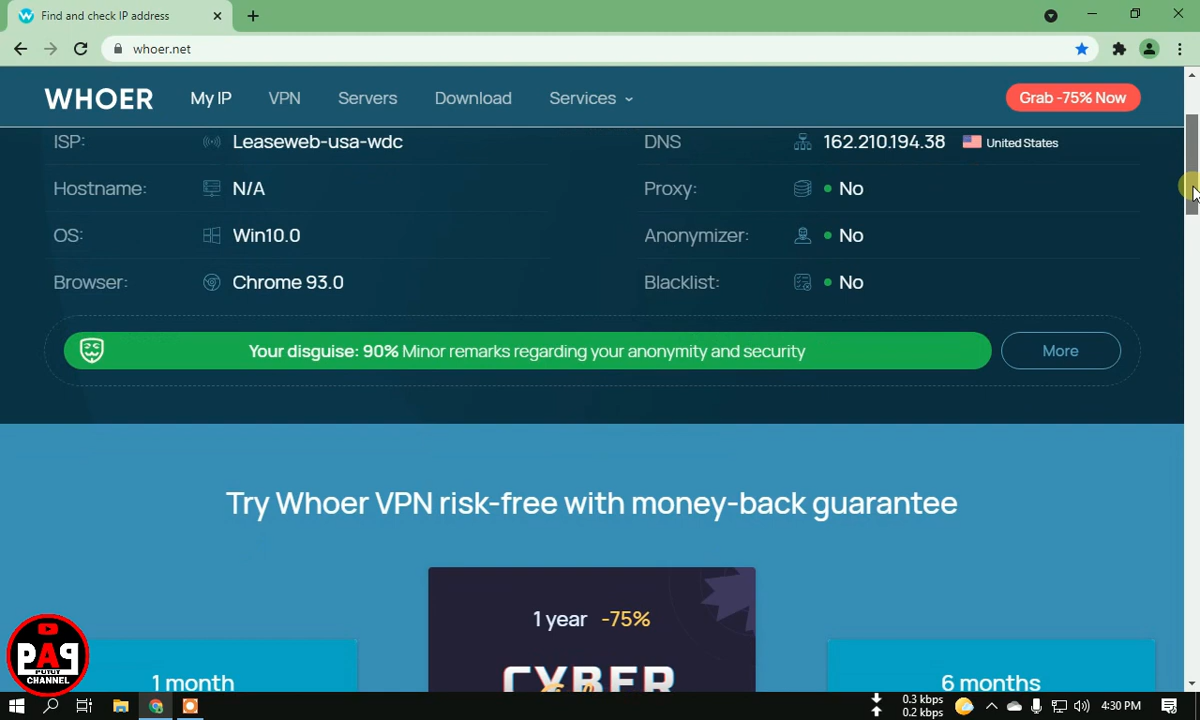 Find and check IP address
whoer.net
WHOER My IP VPN Servers Download Services Grab -75% Now
ISP: Leaseweb-usa-wdc DNS 162.210.194.38 United States
Hostname: N/A Proxy: No
OS: Win10.0 Anonymizer: No
Browser: Chrome 93.0 Blacklist: No
Your disguise: 90% Minor remarks regarding your anonymity and security More
Try Whoer VPN risk-free with money-back guarantee
1 year -75%
CYBER
1 month 6 months
PAP
CHANNEL
0.3 kbps
0.2 kbps
4:30 PM